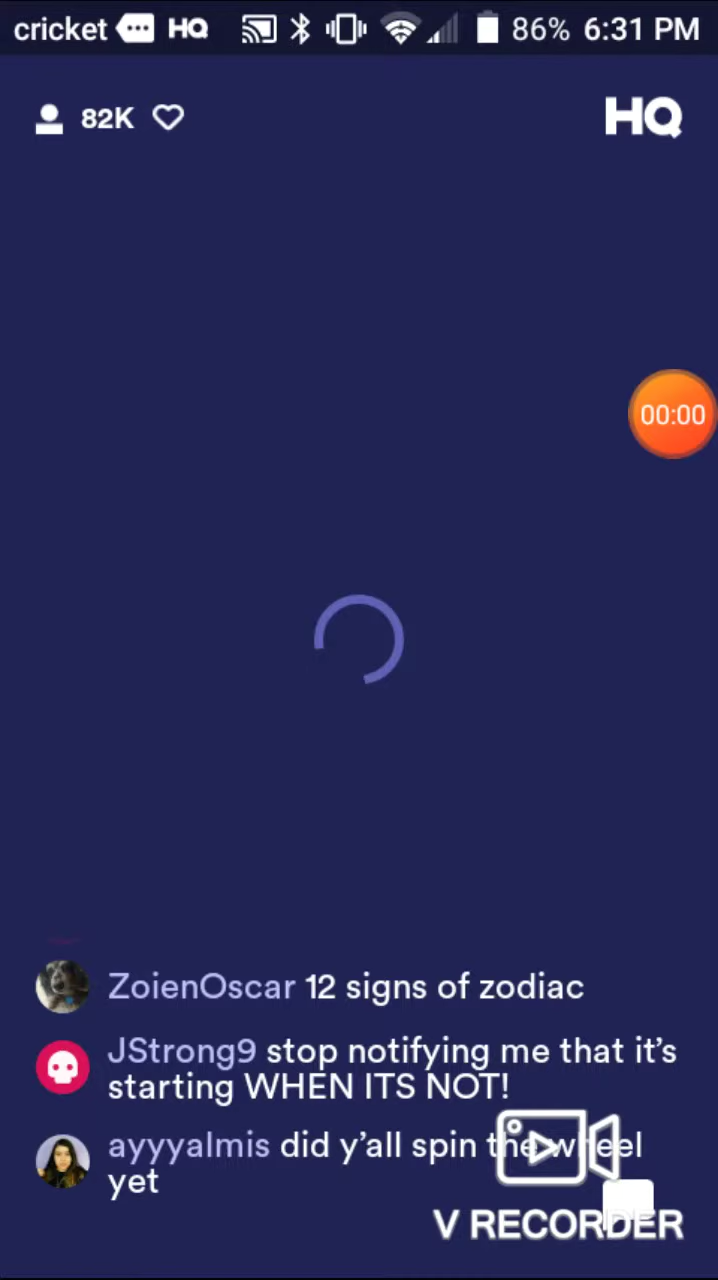 cricket HQ 86% 6:31 PM
82K HQ
00:00
ZoienOscar 12 signs of zodiac
JStrong9 stop notifying me that it's
starting WHEN ITS NOT!
ayyyalmis did y'all spin the wheel
yet
V RECORDER